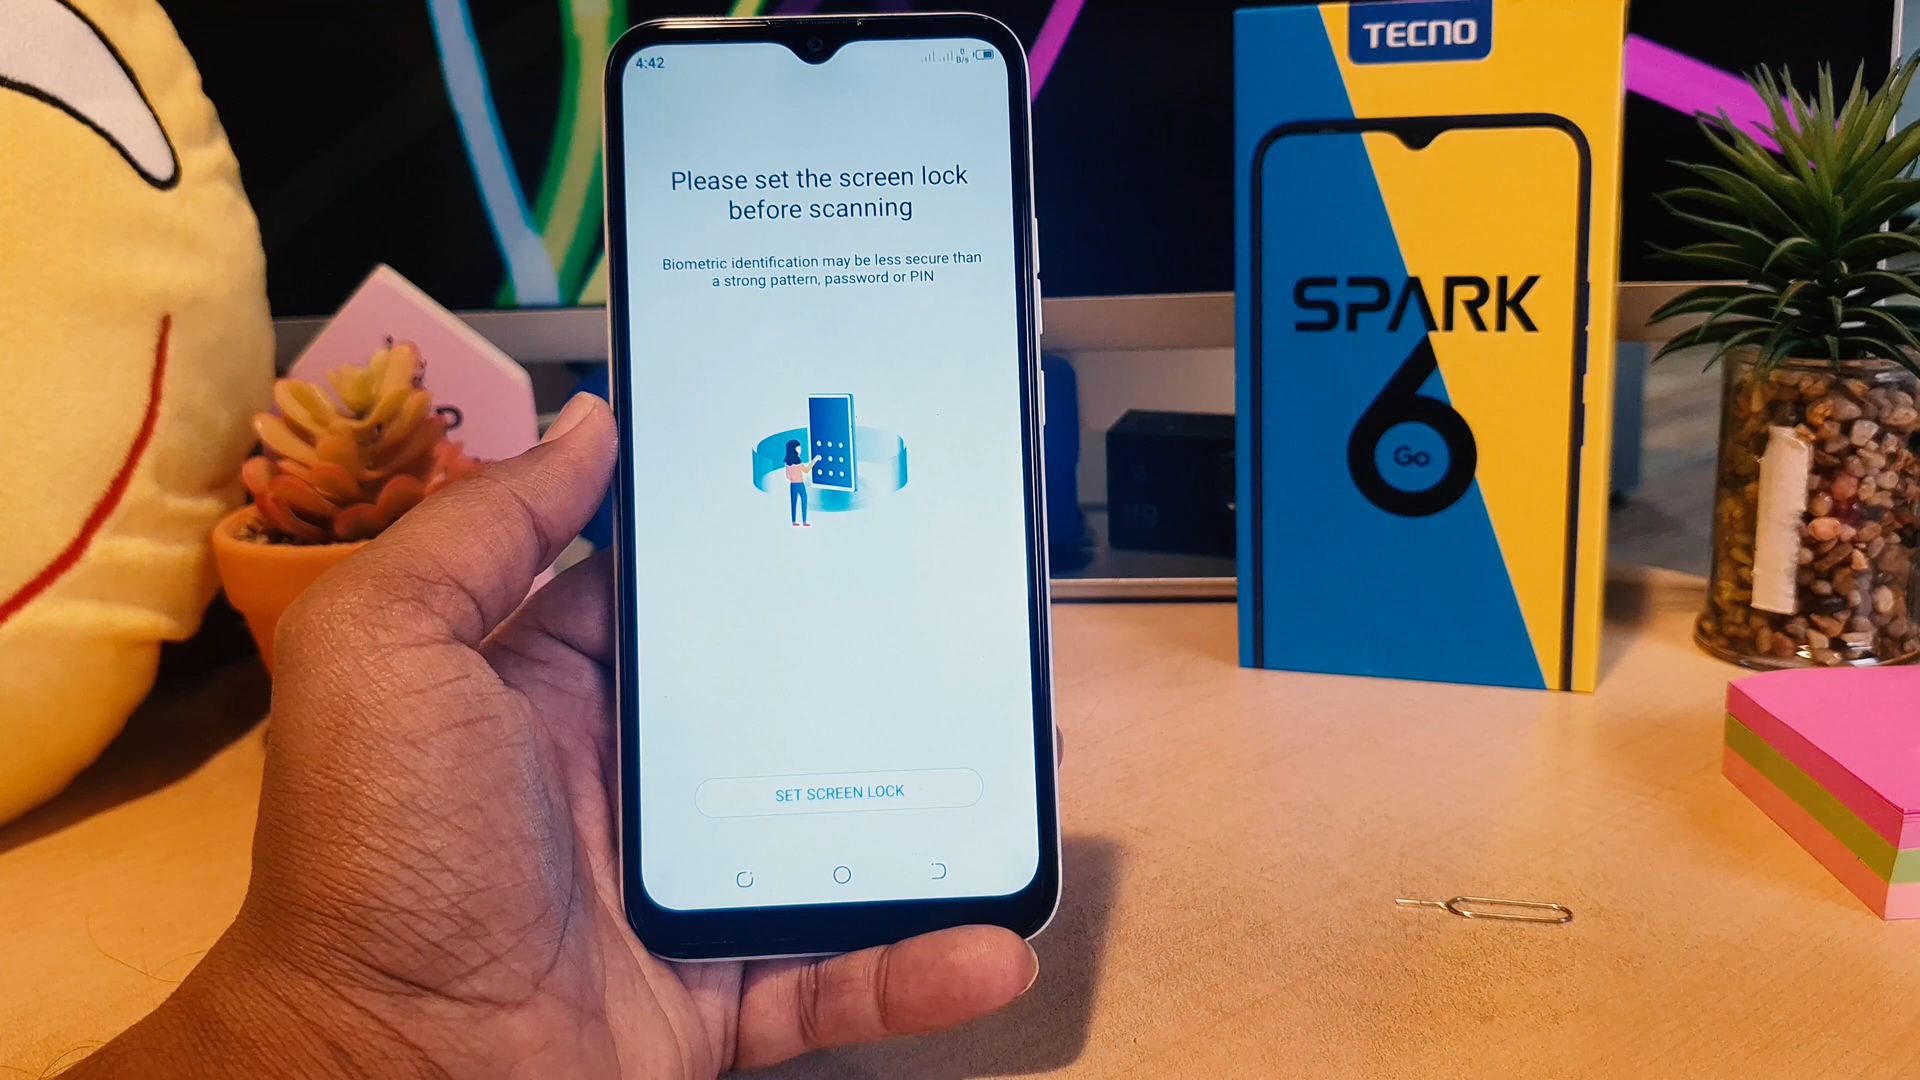 4:42
0
B/s
Please set the screen lock
before scanning
Biometric identification may be less secure than
a strong pattern, password or PIN
SET SCREEN LOCK
TECNO
SPARK
6
Go